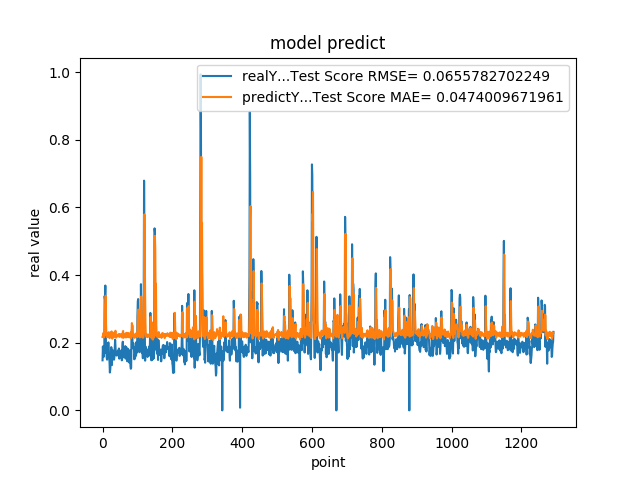 model predict
realY...Test Score RMSE= 0.0655782702249
predictY...Test Score MAE= 0.0474009671961
real value
1.0
0.8
0.6
0.4
0.2
0.0
0 200 400 600 800 1000 1200
point